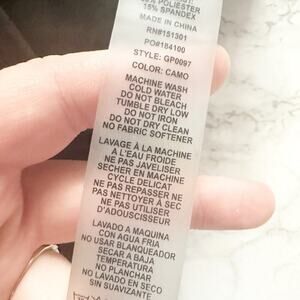 POLIESTER
15% SPANDEX
MADE IN CHINA
RN#151301
PO#184100
STYLE: GP0097
COLOR: CAMO
MACHINE WASH
COLD WATER
DO NOT BLEACH
TUMBLE DRY LOW
DO NOT IRON
DO NOT DRY CLEAN
NO FABRIC SOFTENER
LAVAGE À LA MACHINE
A L'EAU FROIDE
NE PAS JAVELISER
SECHER EN MACHINE
CYCLE DELICAT
NE PAS REPASSER NE
PAS NETTOYER À SEC
NE PAS UTILISER
D'ADOUSCISSEUR
LAVADO A MAQUINA
CON AGUA FRIA
NO USAR BLANQUEADOR
SECAR A BAJA
TEMPERATURA
NO PLANCHAR
NO LAVADO EN SECO
SIN SUAVIZANTE